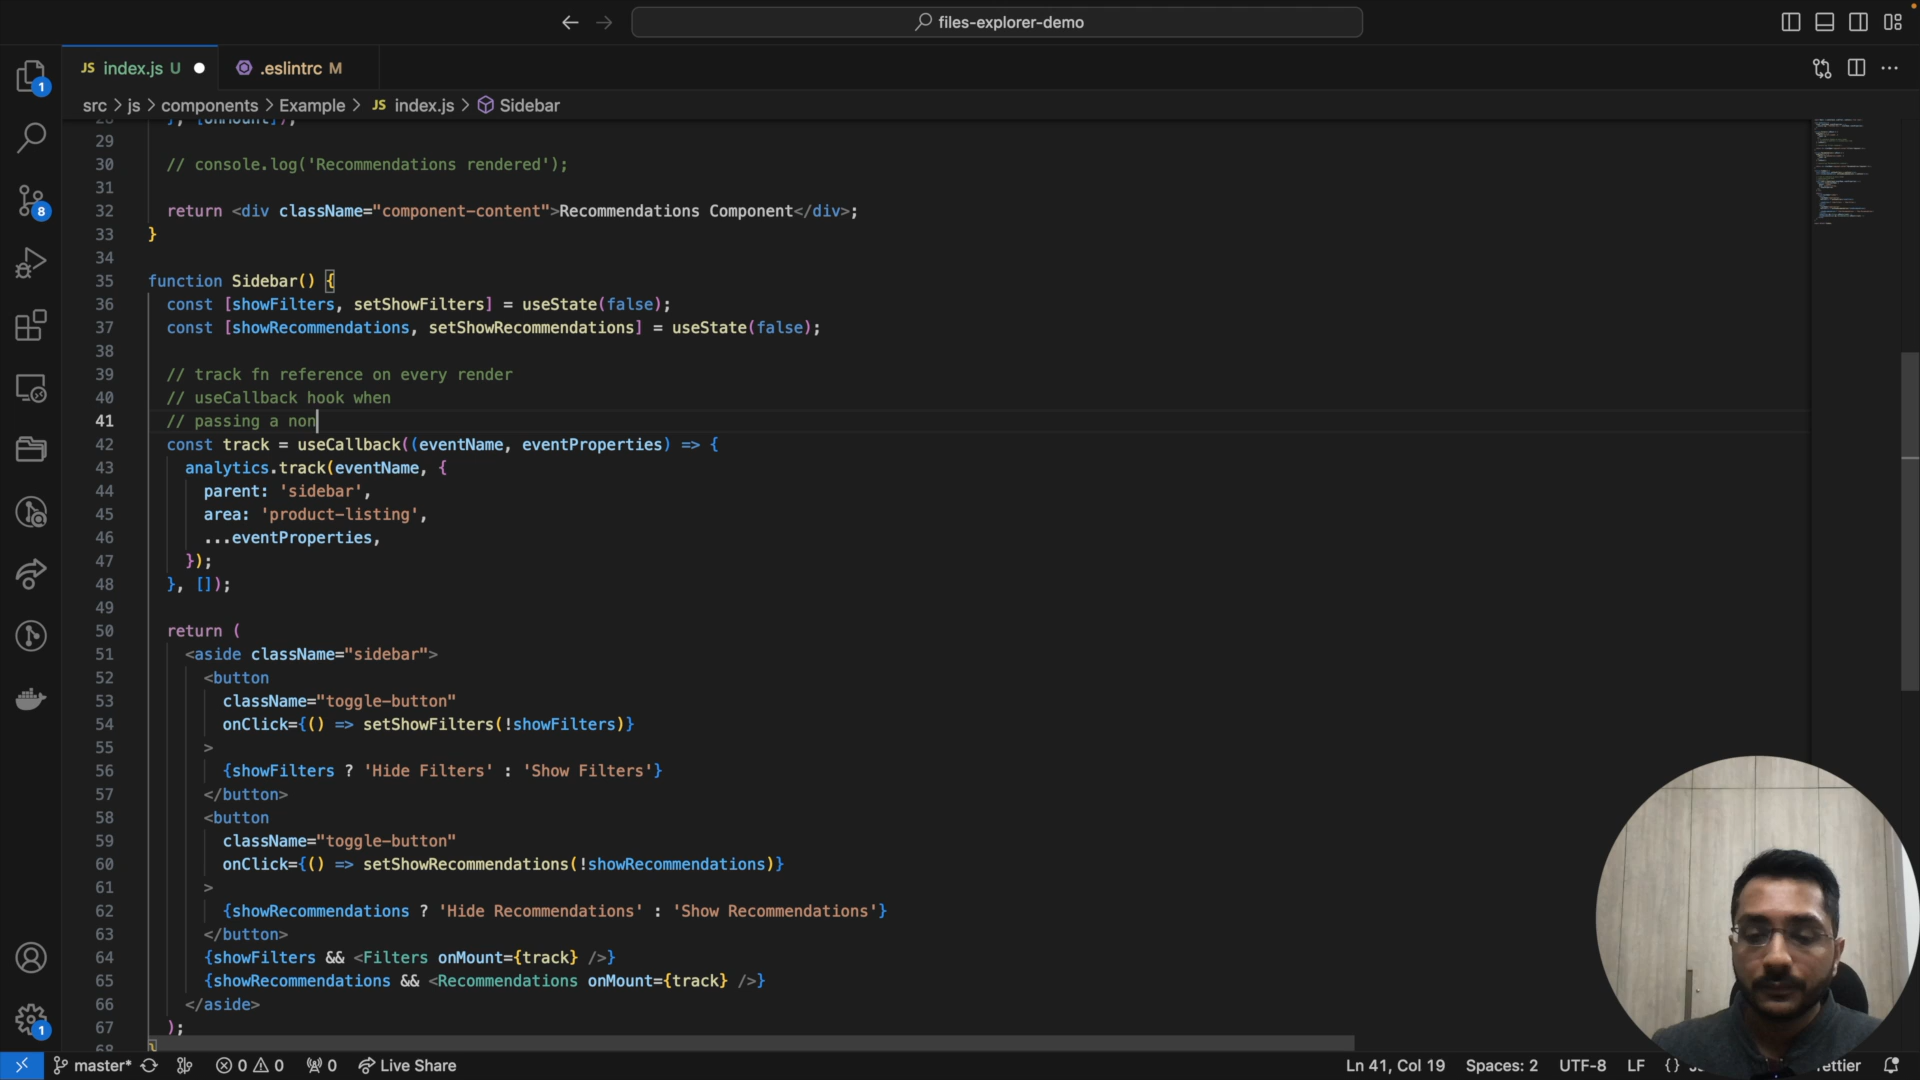 files-explorer-demo
JS index.js U
.eslintrc M
src > js > components > Example > JS index.js > Sidebar
29
30 // console.log('Recommendations rendered');
31
32 return <div className="component-content">Recommendations Component</div>;
33 }
34
35 function Sidebar() {
36 const [showFilters, setShowFilters] = useState(false);
37 const [showRecommendations, setShowRecommendations] = useState(false);
38
39 // track fn reference on every render
40 // useCallback hook when
41 // passing a non
42 const track = useCallback((eventName, eventProperties) => {
43 analytics.track(eventName, {
44 parent: 'sidebar',
45 area: 'product-listing',
46 ...eventProperties,
47 });
48 }, []);
49
50 return (
51 <aside className="sidebar">
52 <button
53 className="toggle-button"
54 onClick={() => setShowFilters(!showFilters)}
55 >
56 {showFilters ? 'Hide Filters' : 'Show Filters'}
57 </button>
58 <button
59 className="toggle-button"
60 onClick={() => setShowRecommendations(!showRecommendations)}
61 >
62 {showRecommendations ? 'Hide Recommendations' : 'Show Recommendations'}
63 </button>
64 {showFilters && <Filters onMount={track} />}
65 {showRecommendations && <Recommendations onMount={track} />}
66 </aside>
67 );
1
8
1
master* 0 0 0 Live Share
Ln 41, Col 19 Spaces: 2 UTF-8 LF {}